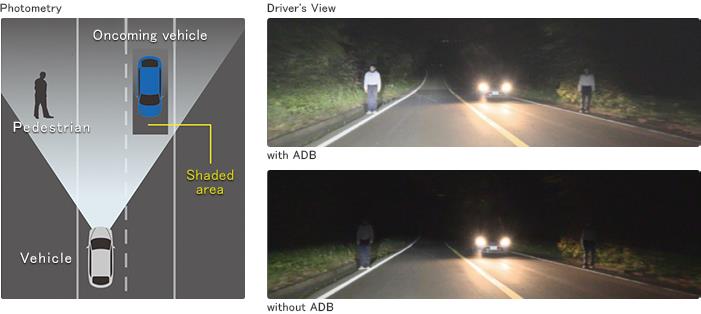 Photometry
Oncoming vehicle
Pedestrian
Shaded
area
Vehicle
Driver's View
with ADB
without ADB